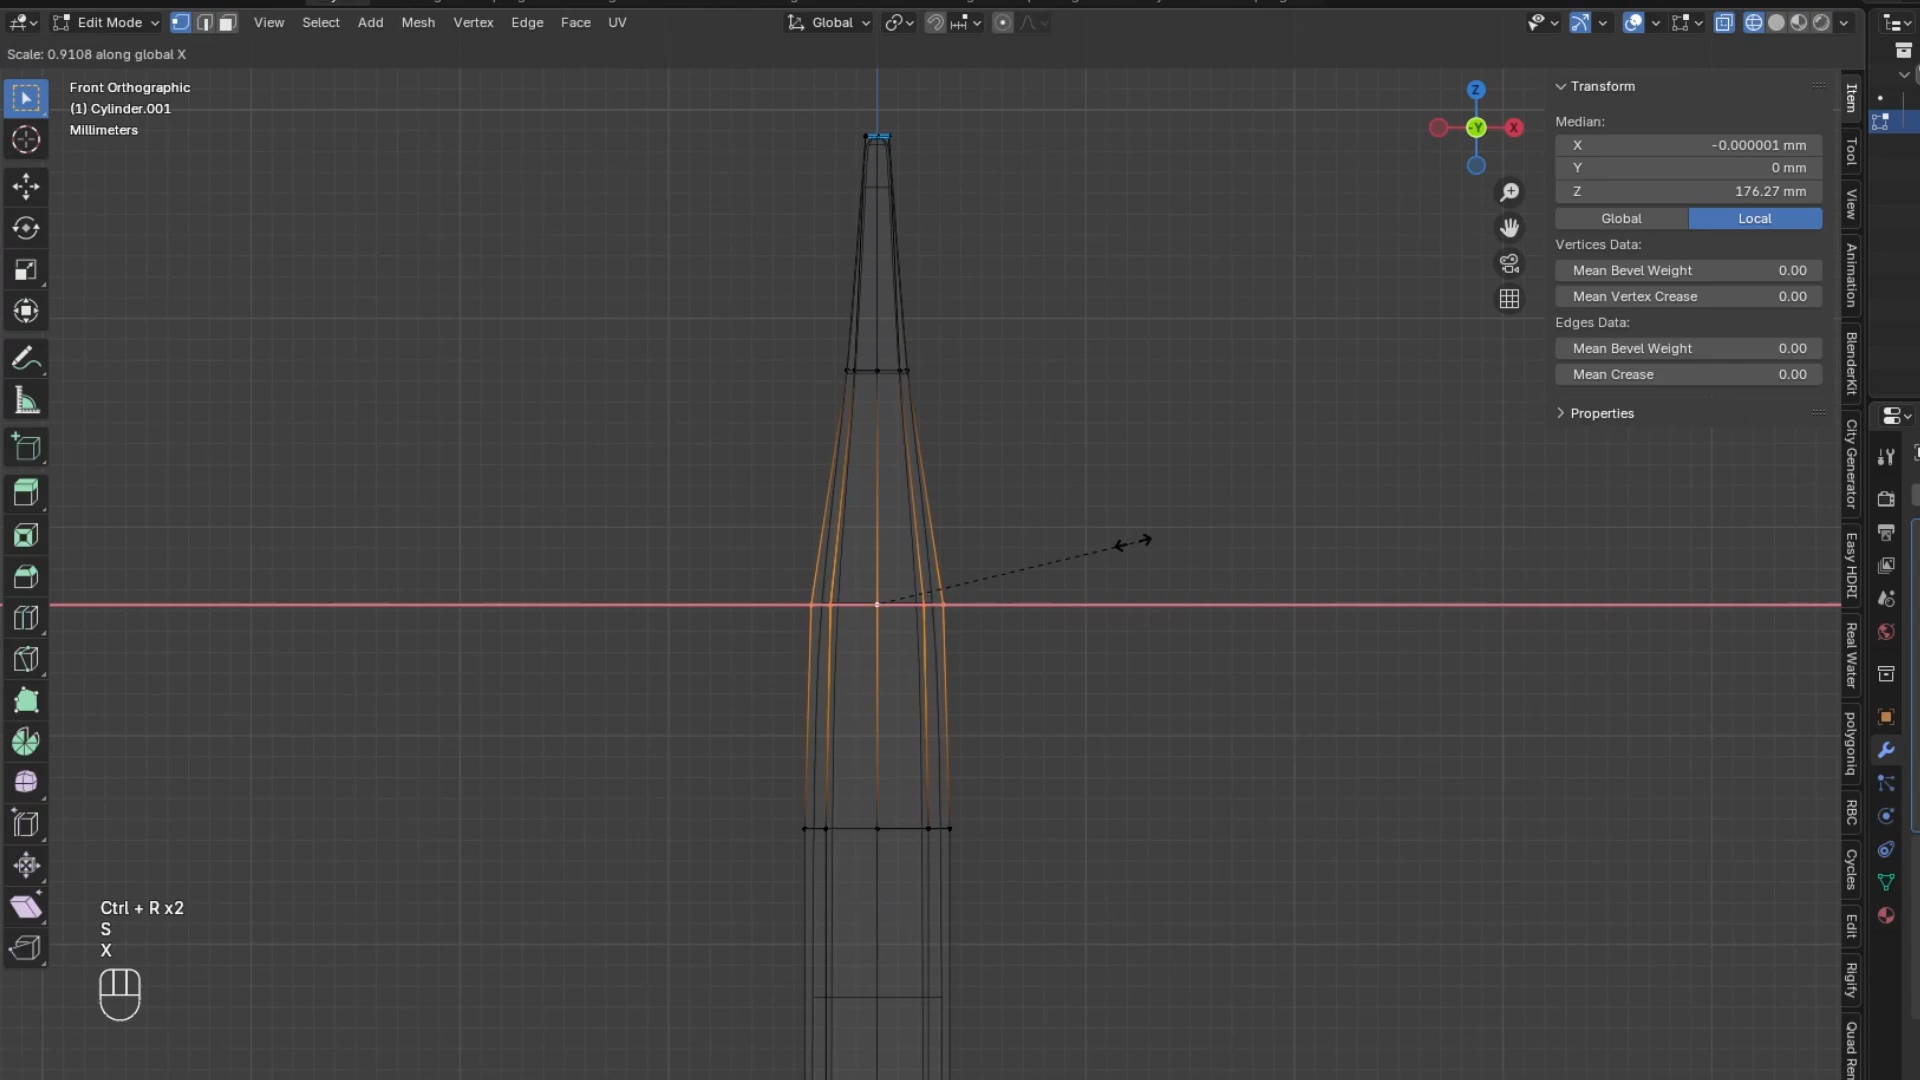 Edit Mode
View
Select
Add
Mesh
Vertex
Edge
Face
UV
Global
Scale: 0.9108 along global X
Front Orthographic
(1) Cylinder.001
Millimeters
Z
-Y
X
Transform
Median:
X -0.000001 mm
Y 0 mm
Z 176.27 mm
Global Local
Vertices Data:
Mean Bevel Weight 0.00
Mean Vertex Crease 0.00
Edges Data:
Mean Bevel Weight 0.00
Mean Crease 0.00
Properties
Item
Tool
View
Animation
BlenderKit
City Generator
Easy HDRI
Real Water
polygoniq
RBC
Cycles
Edit
Rigify
Quad Rem
Ctrl + R x2
S
X